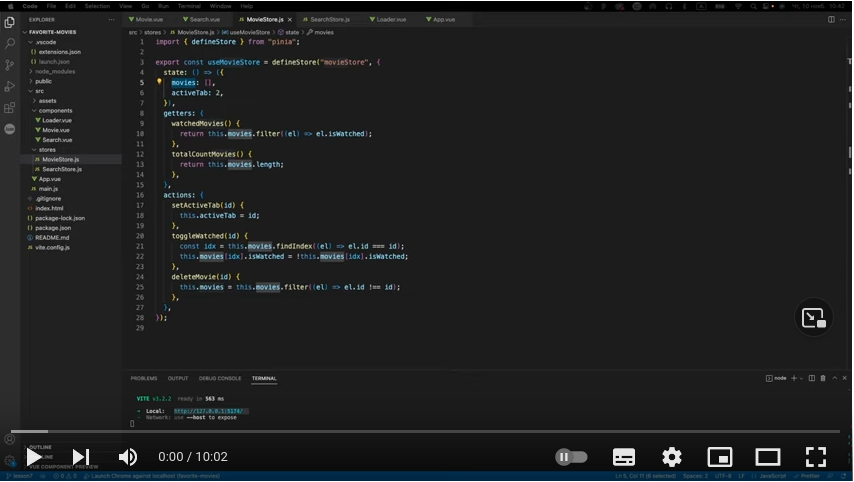 Code File Edit Selection View Go Run Terminal Window Help
EXPLORER
Movie.vue Search.vue MovieStore.js SearchStore.js Loader.vue App.vue
FAVORITE-MOVIES
src > stores > MovieStore.js > useMovieStore > state > movies
.vscode
extensions.json
launch.json
node_modules
public
src
assets
components
Loader.vue
Movie.vue
Search.vue
stores
MovieStore.js
SearchStore.js
App.vue
main.js
.gitignore
index.html
package-lock.json
package.json
README.md
vite.config.js
1 import { defineStore } from "pinia";
2
3 export const useMovieStore = defineStore("movieStore", {
4 state: () => ({
5 movies: [],
6 activeTab: 2,
7 }),
8 getters: {
9 watchedMovies() {
10 return this.movies.filter((el) => el.isWatched);
11 },
12 totalCountMovies() {
13 return this.movies.length;
14 },
15 },
16 actions: {
17 setActiveTab(id) {
18 this.activeTab = id;
19 },
20 toggleWatched(id) {
21 const idx = this.movies.findIndex((el) => el.id === id);
22 this.movies[idx].isWatched = !this.movies[idx].isWatched;
23 },
24 deleteMovie(id) {
25 this.movies = this.movies.filter((el) => el.id !== id);
26 },
27 },
28 });
29
PROBLEMS OUTPUT DEBUG CONSOLE TERMINAL
node
VITE v3.2.2 ready in 563 ms
Local: http://127.0.0.1:5174/
Network: use --host to expose
OUTLINE
VUE COMPONENT PREVIEW
0:00 / 10:02
Launch Chrome against localhost (favorite-movies)